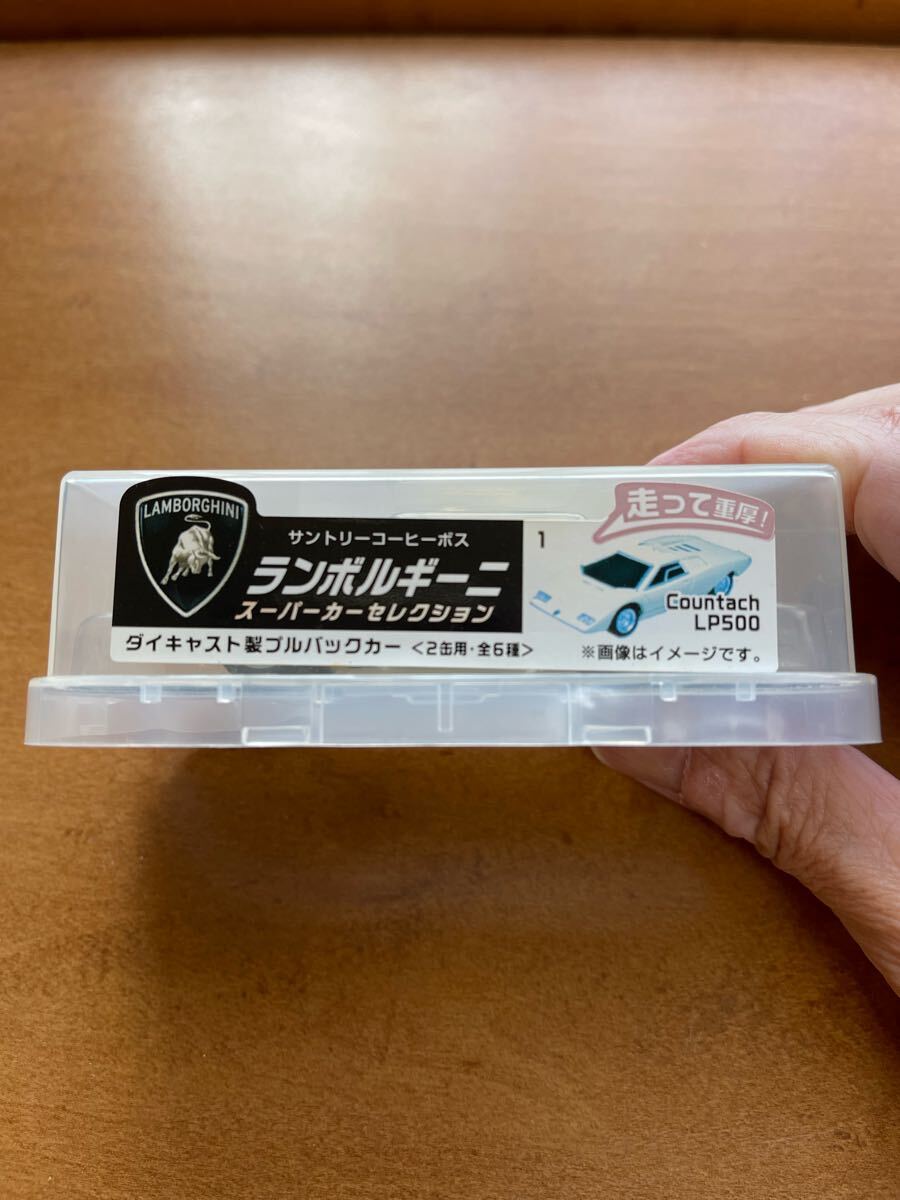 LAMBORGHINI
サントリーコーヒーボス
ランボルギーニ
スーパーカーセレクション
ダイキャスト製プルバックカー <2缶用・全6種>
1
走って重厚!
Countach
LP500
※画像はイメージです。